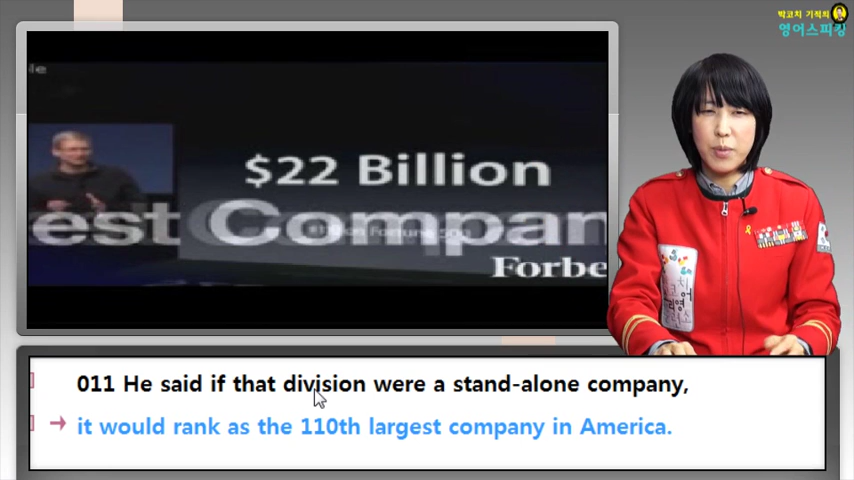 박코치 기적의
영어스피킹
$22 Billion
est Compan
Forbe
011 He said if that division were a stand-alone company,
→ it would rank as the 110th largest company in America.